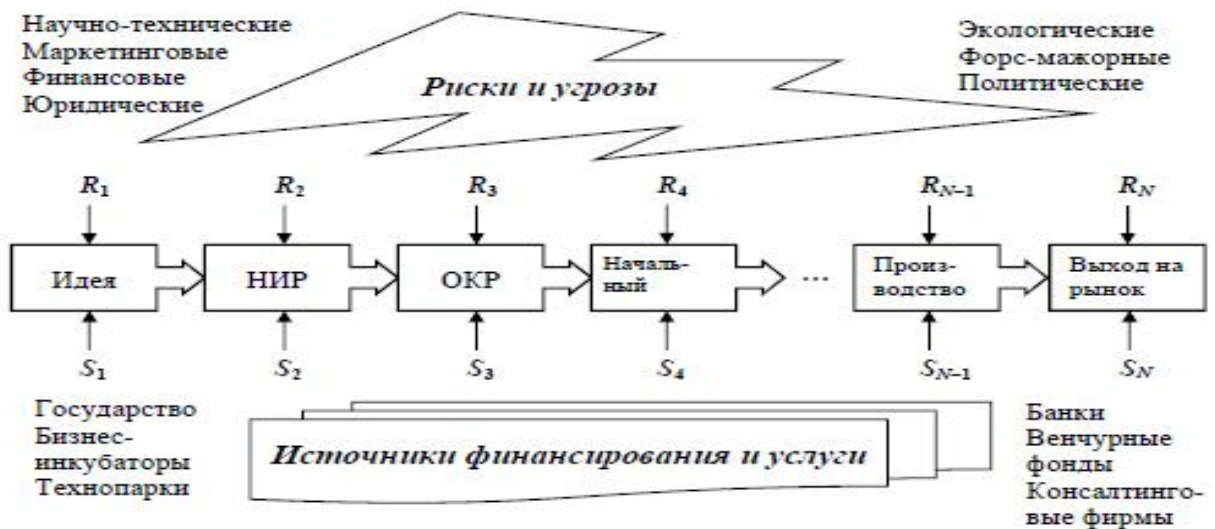 Научно-технические
Маркетинговые
Финансовые
Юридические
Экологические
Форс-мажорные
Политические
Риски и угрозы
R1 R2 R3 R4 RN–1 RN
Идея НИР ОКР Началь-
ный ... Произ-
водство Выход на
рынок
S1 S2 S3 S4 SN–1 SN
Государство
Бизнес-
инкубаторы
Технопарки
Источники финансирования и услуги
Банки
Венчурные
фонды
Консалтинго-
вые фирмы